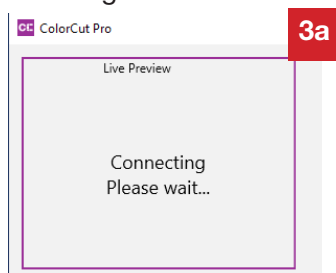 CC ColorCut Pro
3a
Live Preview
Connecting
Please wait...